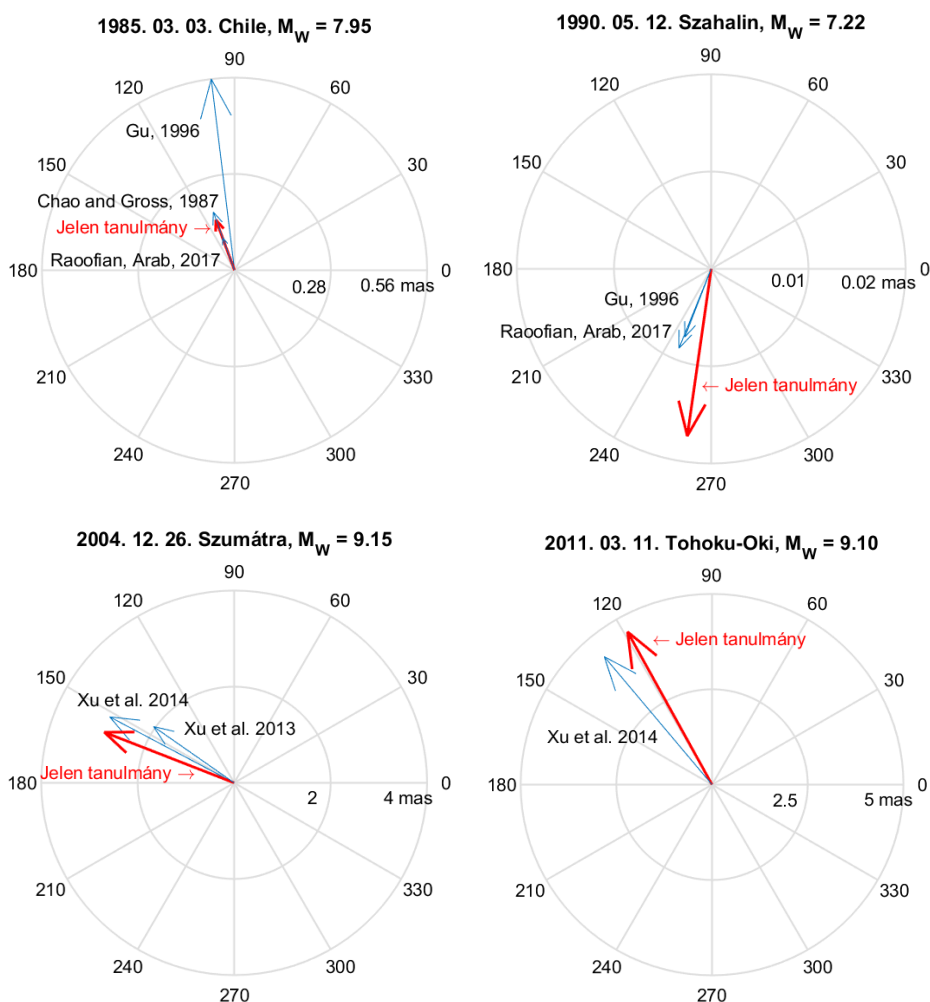 1985. 03. 03. Chile, M_W = 7.95
90
120
60
Gu, 1996
150
30
Chao and Gross, 1987
Jelen tanulmány →
Raoofian, Arab, 2017
180
0
0.28
0.56 mas
210
330
240
300
270
1990. 05. 12. Szahalin, M_W = 7.22
90
120
60
150
30
180
0
0.01
0.02 mas
Gu, 1996
Raoofian, Arab, 2017
← Jelen tanulmány
210
330
240
300
270
2004. 12. 26. Szumátra, M_W = 9.15
90
120
60
150
30
Xu et al. 2014
Xu et al. 2013
Jelen tanulmány →
180
0
2
4 mas
210
330
240
300
270
2011. 03. 11. Tohoku-Oki, M_W = 9.10
90
120
60
← Jelen tanulmány
150
30
Xu et al. 2014
180
0
2.5
5 mas
210
330
240
300
270